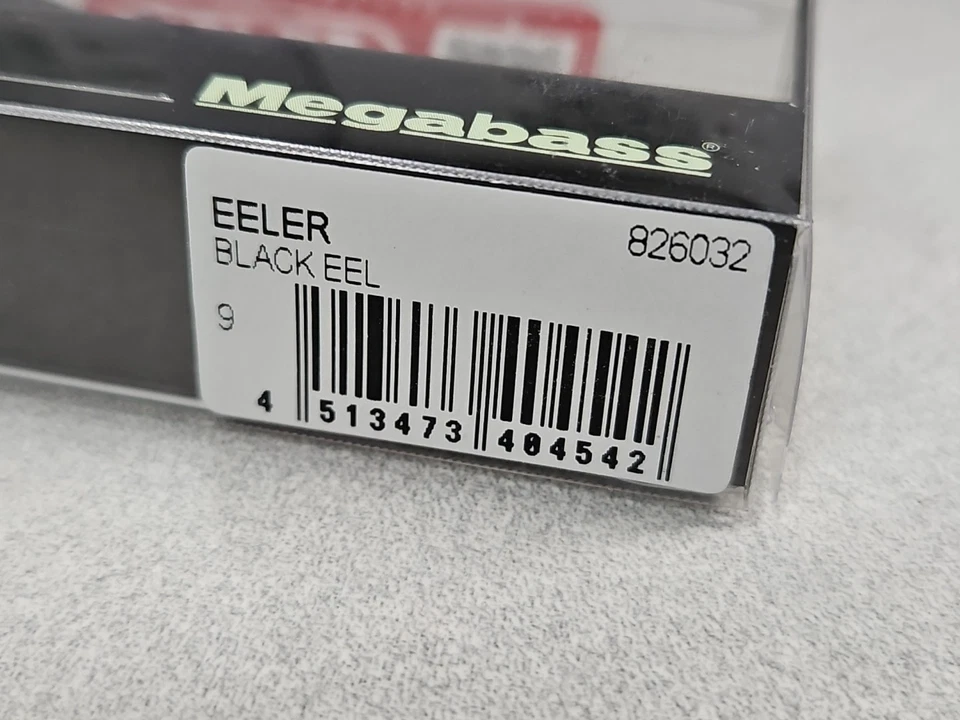 Megabass®
EELER
826032
BLACK EEL
9
4 513473 404542